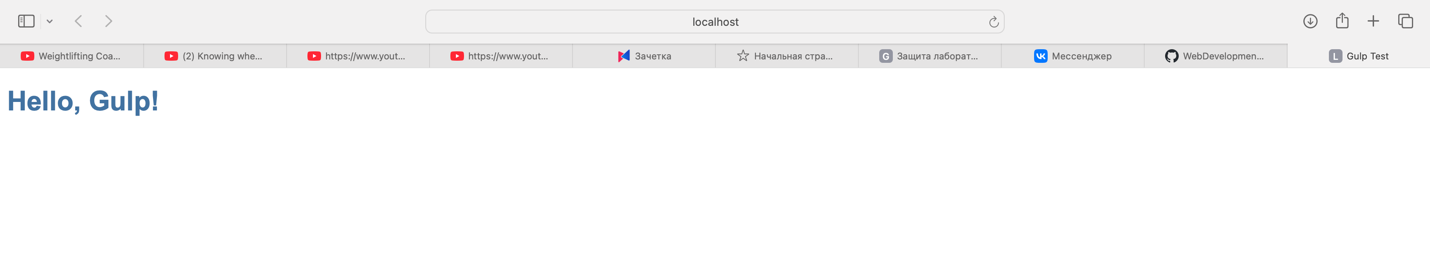 localhost
Weightlifting Coa...
(2) Knowing whe...
https://www.yout...
https://www.yout...
Зачетка
Начальная стра...
G Защита лаборат...
Мессенджер
WebDevelopmen...
L Gulp Test
Hello, Gulp!